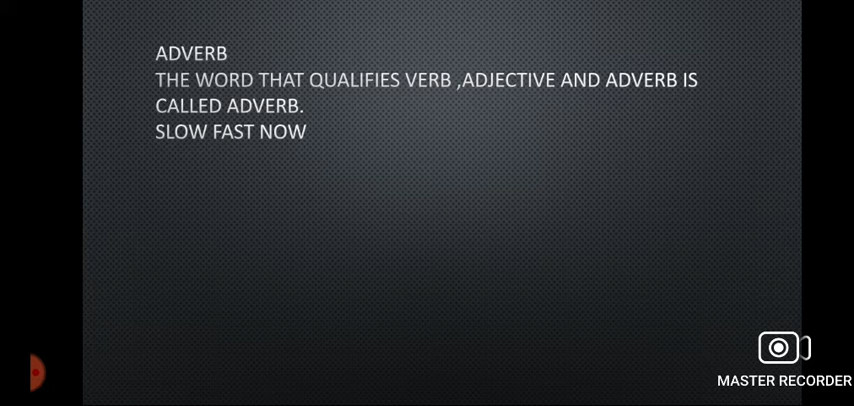 ADVERB
THE WORD THAT QUALIFIES VERB ,ADJECTIVE AND ADVERB IS
CALLED ADVERB.
SLOW FAST NOW
MASTER RECORDER